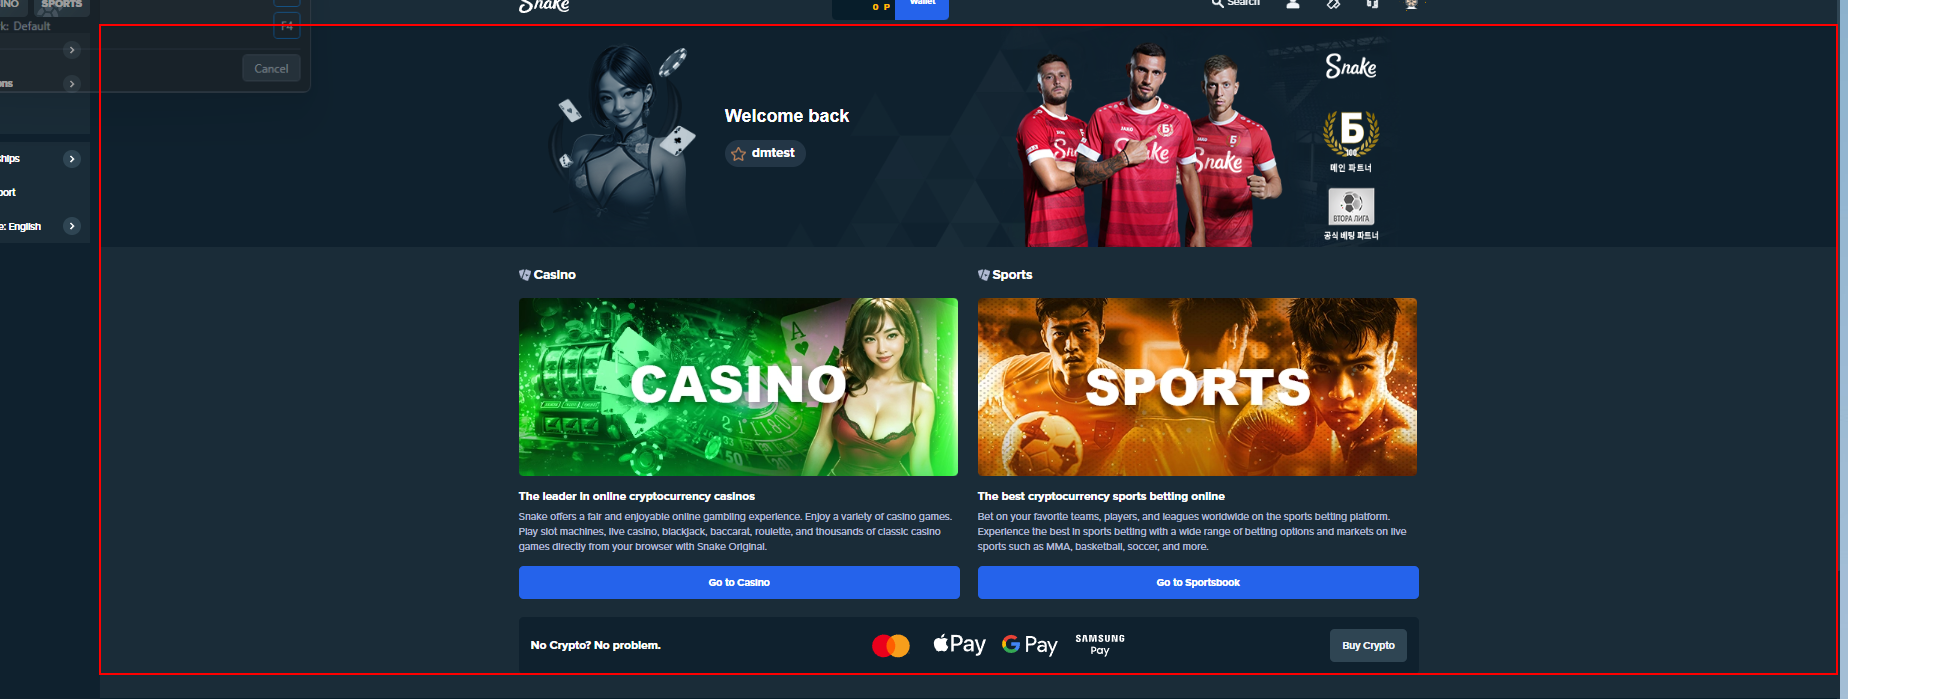 SPORTS
Snake
0 P
Wallet
Search
k: Default
F4
Cancel
Welcome back
dmtest
Snake
Б
100
메인 파트너
ВТОРА ЛИГА
공식 베팅 파트너
JAKO
JAKO
Snake
English
Casino
Sports
CASINO
SPORTS
The leader in online cryptocurrency casinos
The best cryptocurrency sports betting online
Snake offers a fair and enjoyable online gambling experience. Enjoy a variety of casino games.
Play slot machines, live casino, blackjack, baccarat, roulette, and thousands of classic casino
games directly from your browser with Snake Original.
Bet on your favorite teams, players, and leagues worldwide on the sports betting platform.
Experience the best in sports betting with a wide range of betting options and markets on live
sports such as MMA, basketball, soccer, and more.
Go to Casino
Go to Sportsbook
No Crypto? No problem.
Pay
G Pay
SAMSUNG
Pay
Buy Crypto